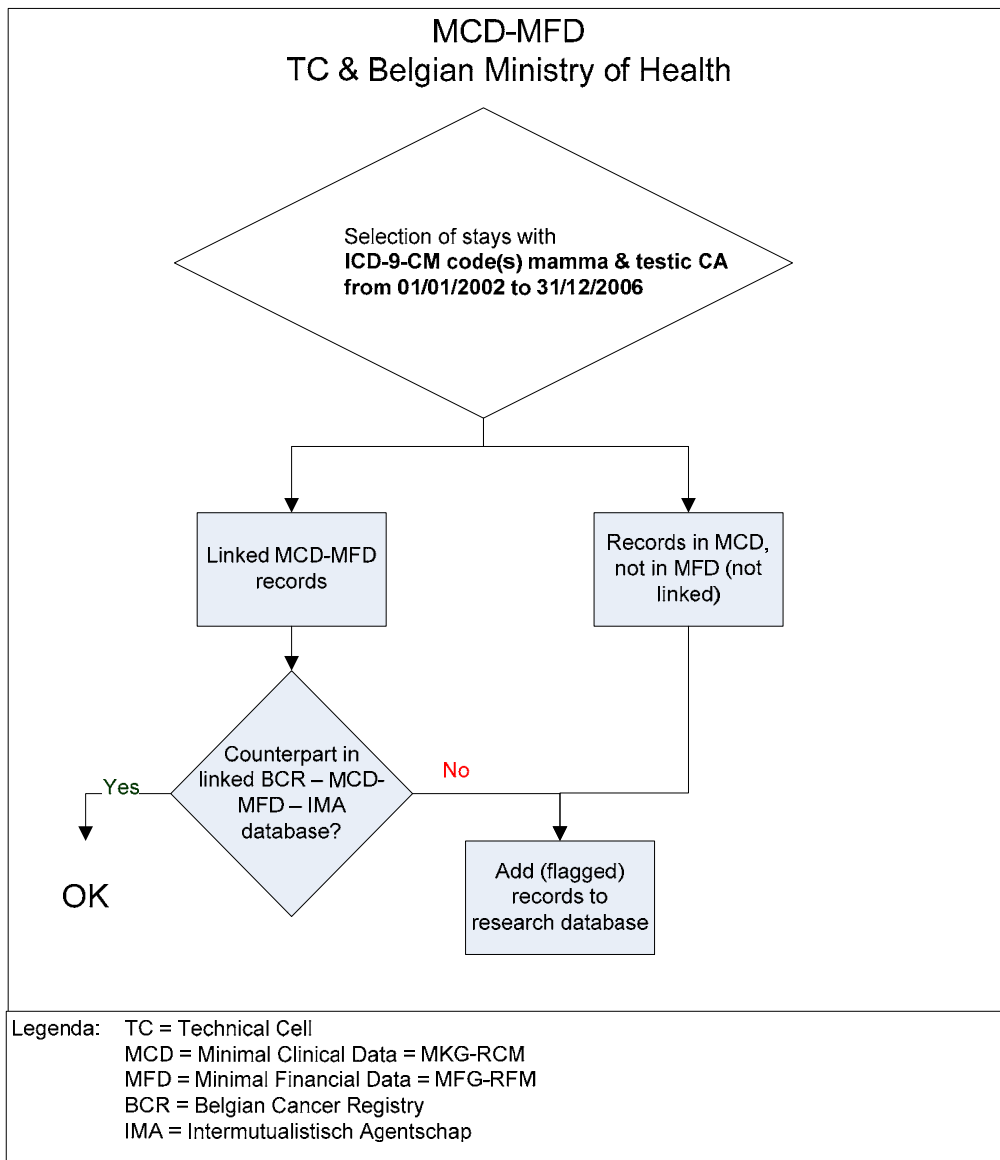 MCD-MFD
TC & Belgian Ministry of Health
Selection of stays with
ICD-9-CM code(s) mamma & testic CA
from 01/01/2002 to 31/12/2006
Linked MCD-MFD
records
Records in MCD,
not in MFD (not
linked)
Counterpart in
linked BCR – MCD-
MFD – IMA
database?
Yes
No
OK
Add (flagged)
records to
research database
Legenda: TC = Technical Cell
MCD = Minimal Clinical Data = MKG-RCM
MFD = Minimal Financial Data = MFG-RFM
BCR = Belgian Cancer Registry
IMA = Intermutualistisch Agentschap